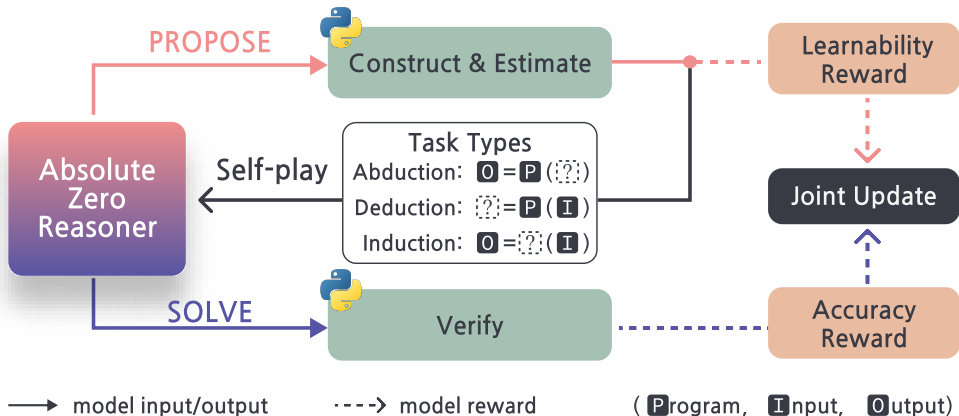 PROPOSE
Construct & Estimate
Learnability
Reward
Absolute
Zero
Reasoner
Self-play
Task Types
Abduction: O=P(?)
Deduction: ?=P(I)
Induction: O=?(I)
Joint Update
SOLVE
Verify
Accuracy
Reward
model input/output
model reward
(Program, Input, Output)